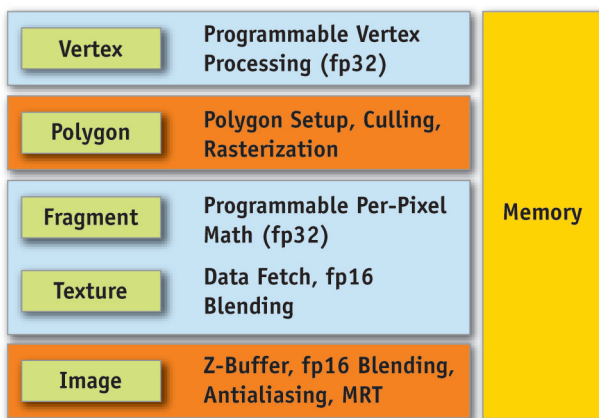 Vertex
Programmable Vertex
Processing (fp32)
Polygon
Polygon Setup, Culling,
Rasterization
Fragment
Programmable Per-Pixel
Math (fp32)
Texture
Data Fetch, fp16
Blending
Image
Z-Buffer, fp16 Blending,
Antialiasing, MRT
Memory